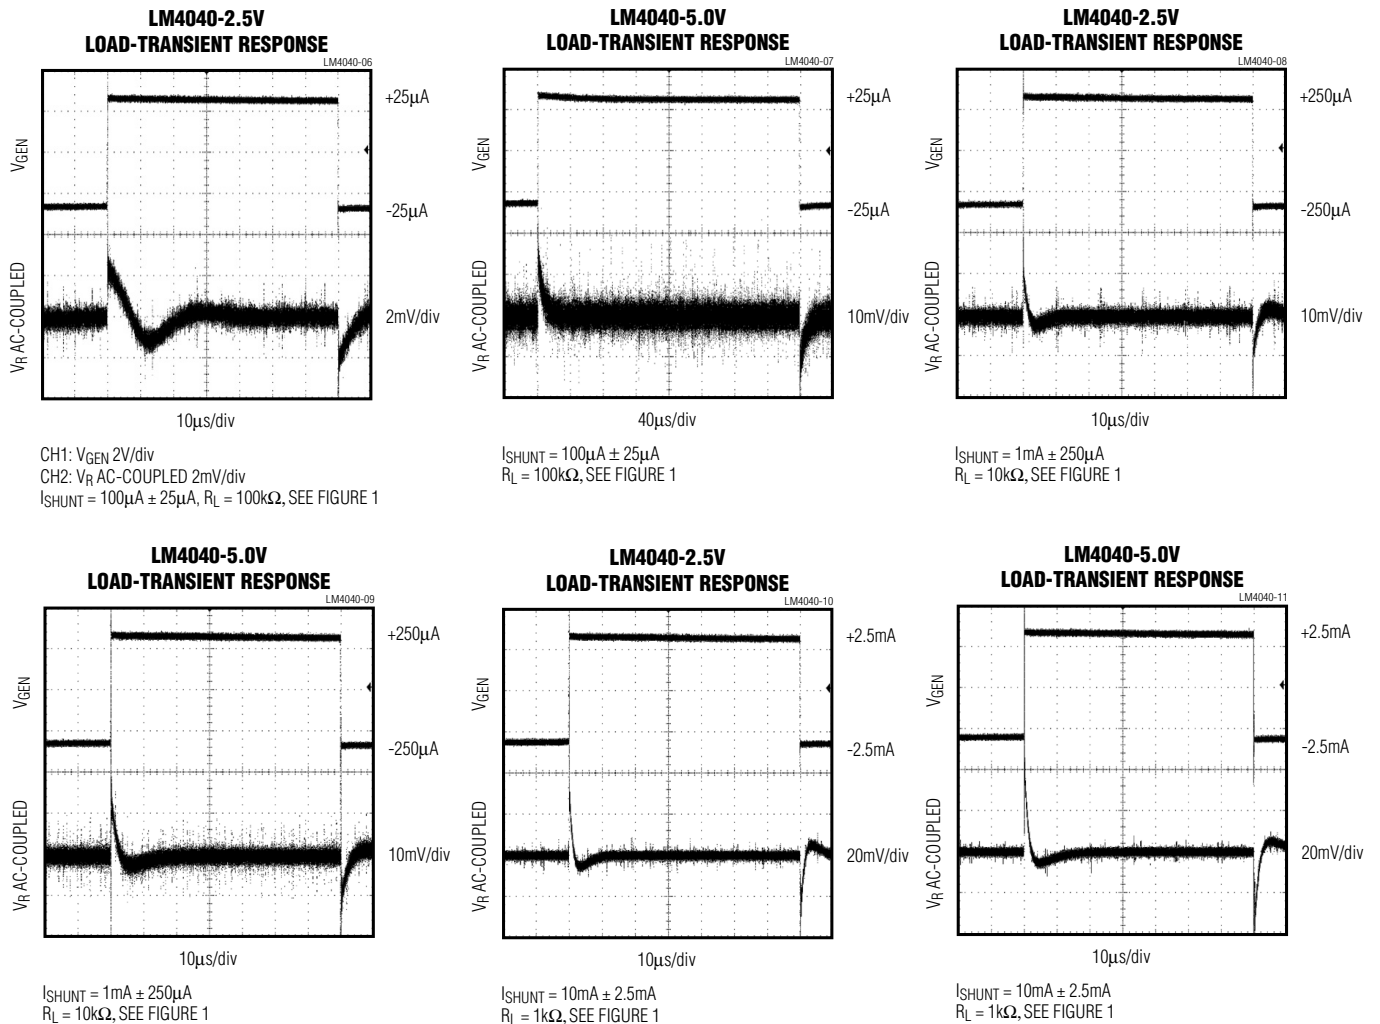 LM4040-2.5V
LOAD-TRANSIENT RESPONSE
LM4040-06
VGEN
+25µA
-25µA
VR AC-COUPLED
2mV/div
10µs/div
CH1: VGEN 2V/div
CH2: VR AC-COUPLED 2mV/div
ISHUNT = 100µA ± 25µA, RL = 100kΩ, SEE FIGURE 1
LM4040-5.0V
LOAD-TRANSIENT RESPONSE
LM4040-07
VGEN
+25µA
-25µA
VR AC-COUPLED
10mV/div
40µs/div
ISHUNT = 100µA ± 25µA
RL = 100kΩ, SEE FIGURE 1
LM4040-2.5V
LOAD-TRANSIENT RESPONSE
LM4040-08
VGEN
+250µA
-250µA
VR AC-COUPLED
10mV/div
10µs/div
ISHUNT = 1mA ± 250µA
RL = 10kΩ, SEE FIGURE 1
LM4040-5.0V
LOAD-TRANSIENT RESPONSE
LM4040-09
VGEN
+250µA
-250µA
VR AC-COUPLED
10mV/div
10µs/div
ISHUNT = 1mA ± 250µA
RL = 10kΩ, SEE FIGURE 1
LM4040-2.5V
LOAD-TRANSIENT RESPONSE
LM4040-10
VGEN
+2.5mA
-2.5mA
VR AC-COUPLED
20mV/div
10µs/div
ISHUNT = 10mA ± 2.5mA
RL = 1kΩ, SEE FIGURE 1
LM4040-5.0V
LOAD-TRANSIENT RESPONSE
LM4040-11
VGEN
+2.5mA
-2.5mA
VR AC-COUPLED
20mV/div
10µs/div
ISHUNT = 10mA ± 2.5mA
RL = 1kΩ, SEE FIGURE 1